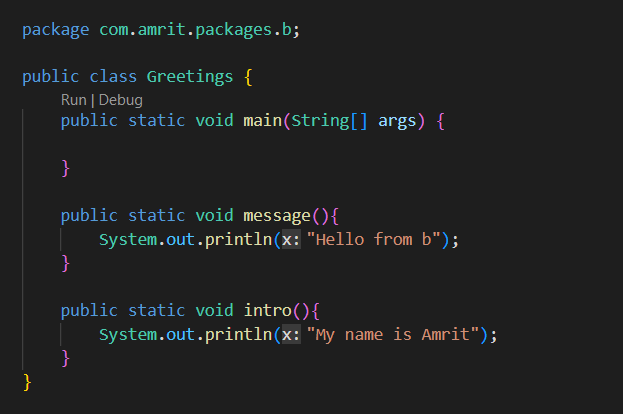 package com.amrit.packages.b;
public class Greetings {
Run | Debug
public static void main(String[] args) {
}
public static void message(){
System.out.println(x: "Hello from b");
}
public static void intro(){
System.out.println(x: "My name is Amrit");
}
}